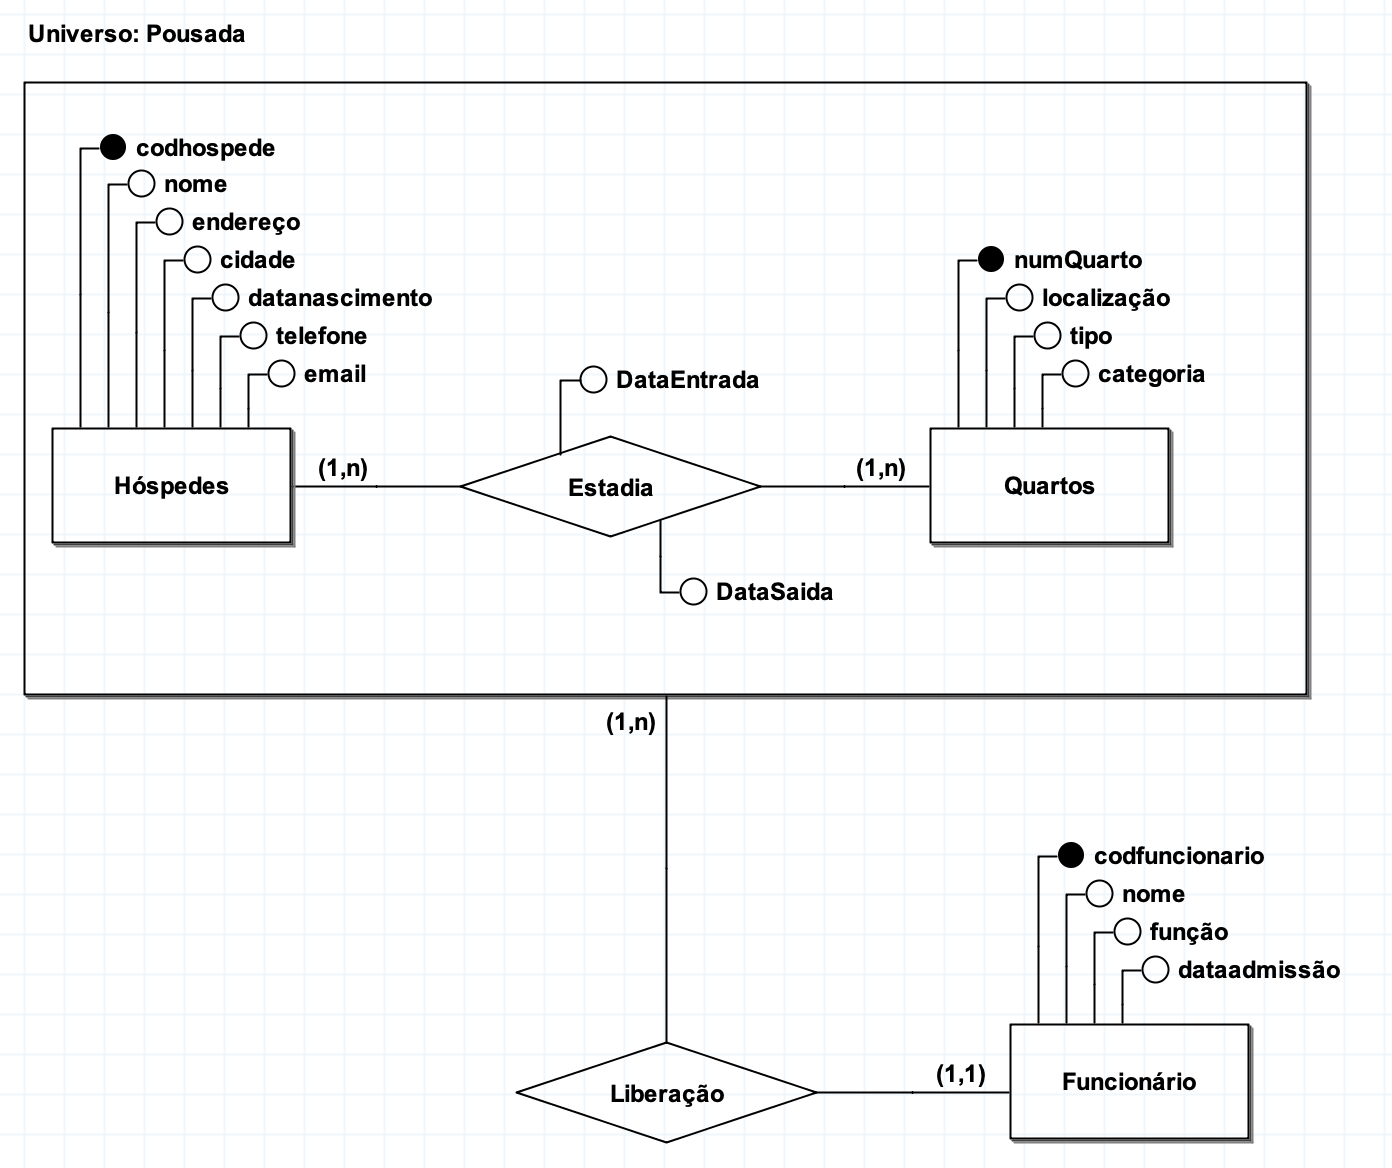 Universo: Pousada
codhospede
nome
endereço
cidade
datanascimento
telefone
email
numQuarto
localização
tipo
categoria
DataEntrada
Hóspedes
(1,n)
Estadia
(1,n)
Quartos
DataSaida
(1,n)
codfuncionario
nome
função
dataadmissão
Liberação
(1,1)
Funcionário